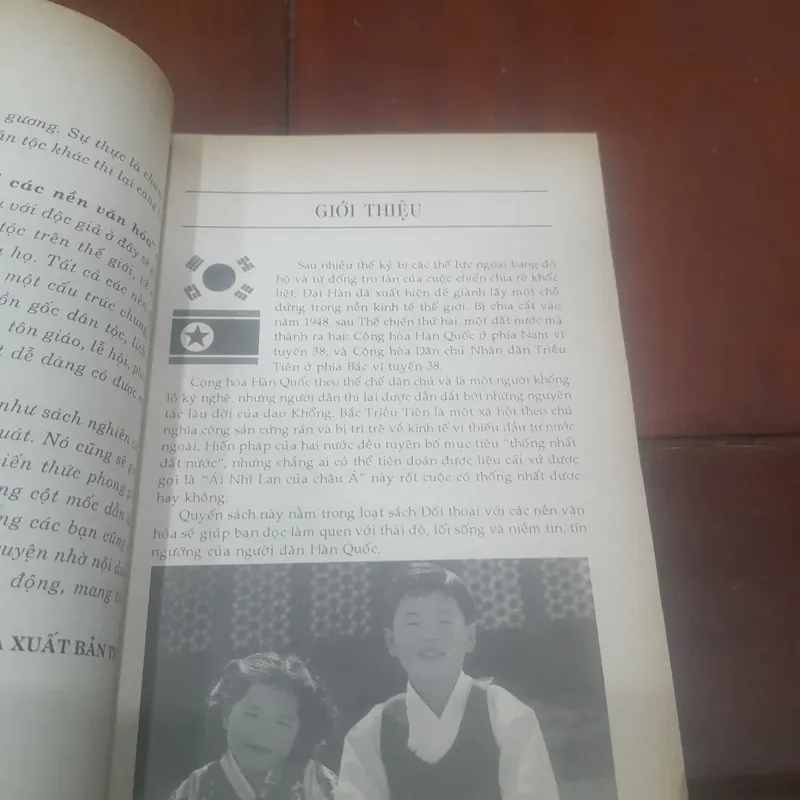 gương. Sự thực là
tộc khác thì lại càng
các nền văn hóa"
với độc giả ở đây sẽ
tộc trên thế giới, về
họ. Tất cả các nền
một cấu trúc chung
gốc dân tộc, lịch
tôn giáo, lễ hội,
dễ dàng có được
như sách nghiên
quát. Nó cũng sẽ
kiến thức phong
cột mốc dẫn
các bạn cũng
nhờ nội
động, mang
XUẤT BẢN
GIỚI THIỆU
Sau nhiều thế kỷ bị các thế lực ngoại bang đô
hộ và từ đống tro tàn của cuộc chiến chia rẽ khốc
liệt, Đại Hàn đã xuất hiện để giành lấy một chỗ
đứng trong nền kinh tế thế giới. Bị chia cắt vào
năm 1948, sau Thế chiến thứ hai, một đất nước mà
thành ra hai: Cộng hòa Hàn Quốc ở phía Nam vĩ
tuyến 38, và Cộng hòa Dân chủ Nhân dân Triều
Tiên ở phía Bắc vĩ tuyến 38.
Cộng hòa Hàn Quốc theo thể chế dân chủ và là một người khổng
lồ kỹ nghệ, nhưng người dân thì lại được dẫn dắt bởi những nguyên
tắc lâu đời của đạo Khổng. Bắc Triều Tiên là một xã hội theo chủ
nghĩa cộng sản cứng rắn và bị trì trệ về kinh tế vì thiếu đầu tư nước
ngoài. Hiến pháp của hai nước đều tuyên bố mục tiêu "thống nhất
đất nước", nhưng chẳng ai có thể tiên đoán được liệu cái xứ được
gọi là "Ái Nhĩ Lan của châu Á" này rốt cuộc có thống nhất được
hay không.
Quyển sách này nằm trong loạt sách Đối thoại với các nền văn
hóa sẽ giúp bạn đọc làm quen với thái độ, lối sống và niềm tin, tín
ngưỡng của người dân Hàn Quốc.